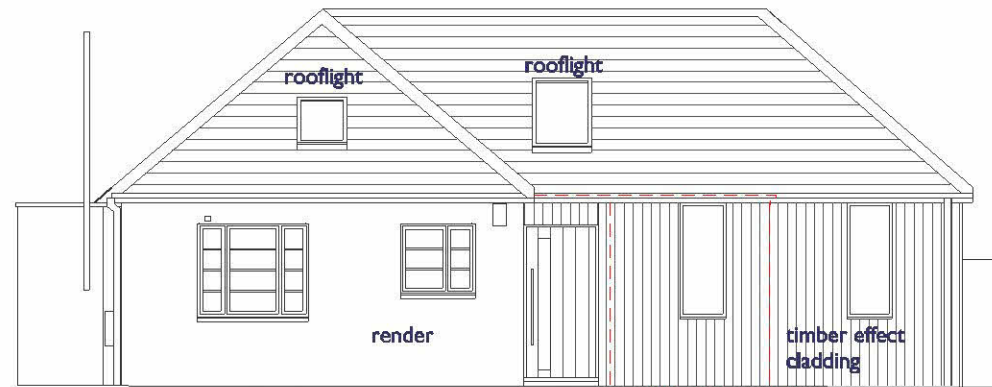 rooflight
rooflight
render
timber effect
cladding